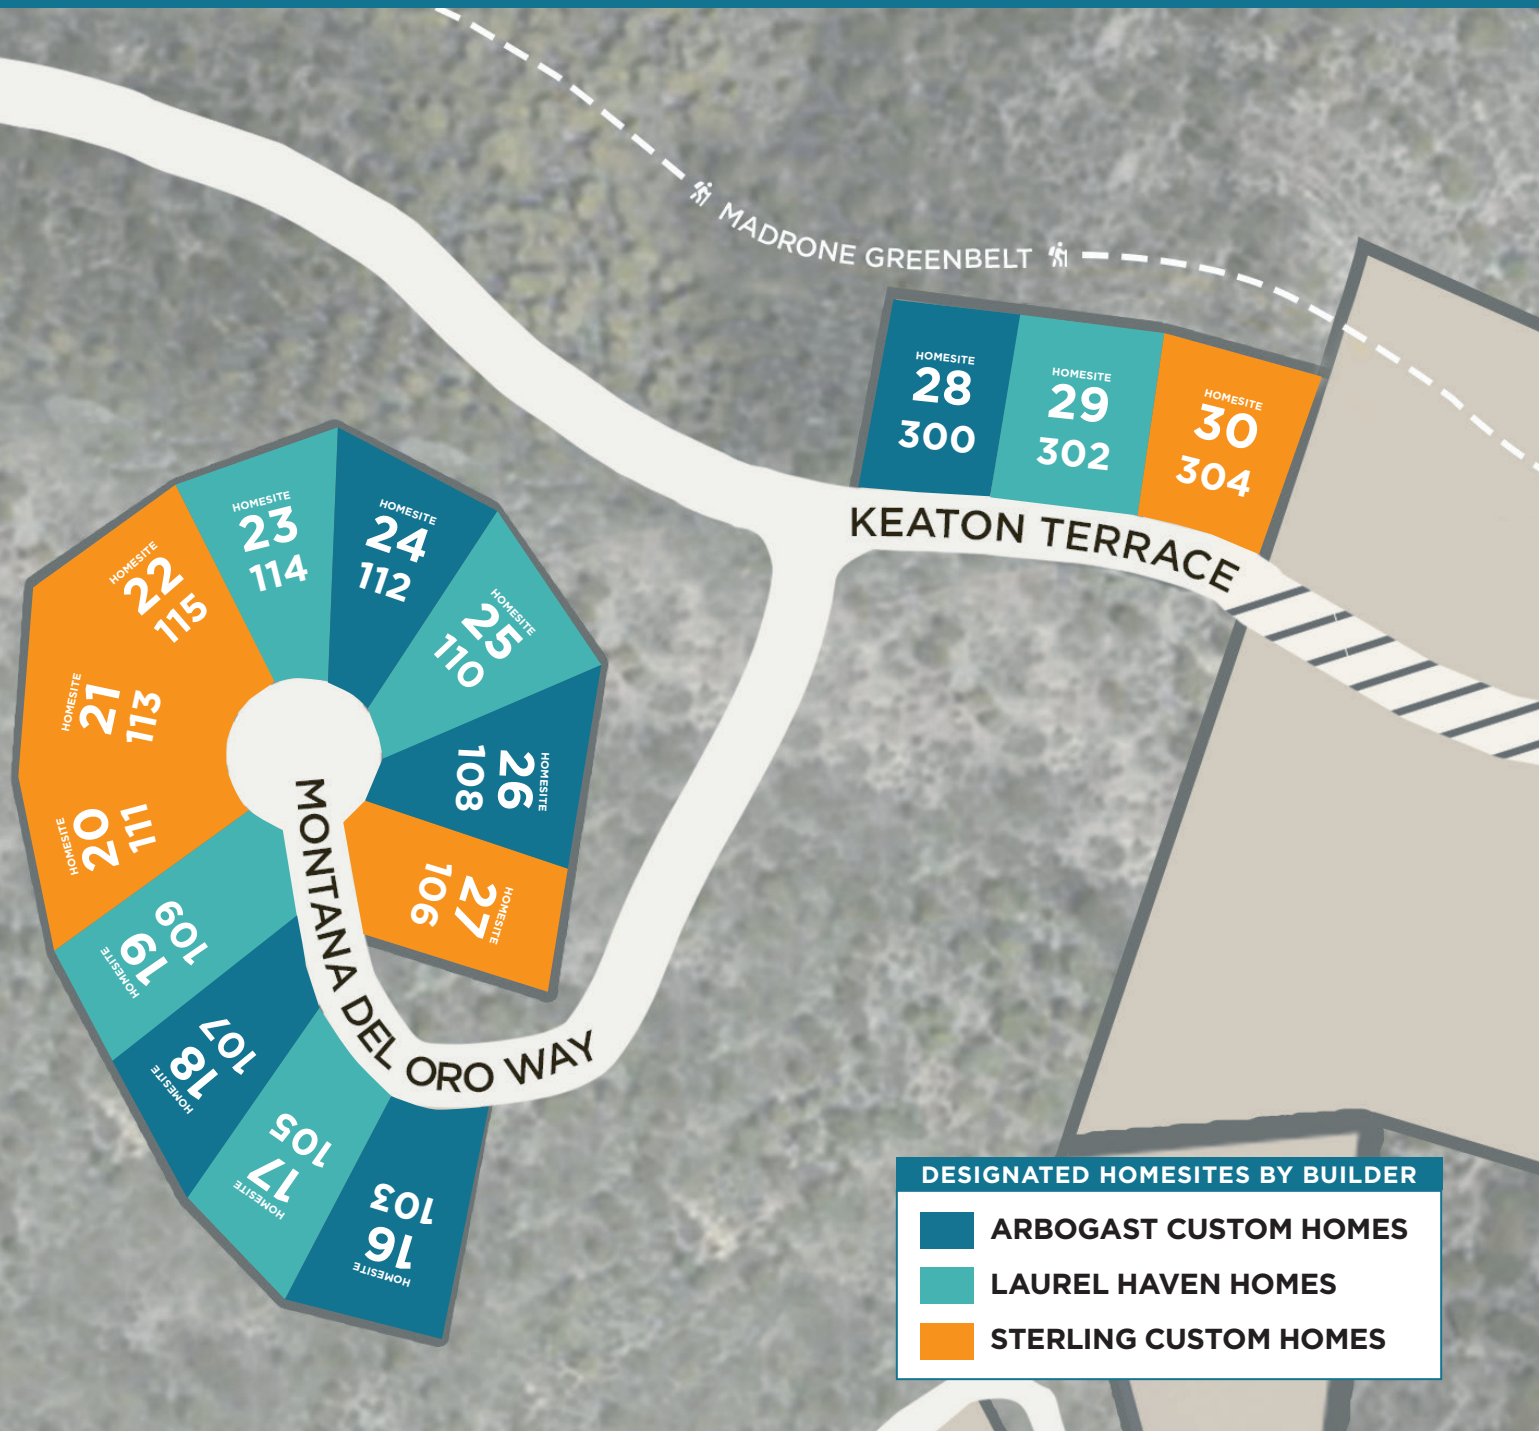 MADRONE GREENBELT
HOMESITE
28
300
HOMESITE
29
302
HOMESITE
30
304
KEATON TERRACE
HOMESITE
23
114
HOMESITE
24
112
HOMESITE
25
110
HOMESITE
26
108
HOMESITE
27
106
HOMESITE
22
115
HOMESITE
21
113
HOMESITE
20
111
HOMESITE
19
109
HOMESITE
18
107
HOMESITE
17
105
HOMESITE
16
103
MONTANA DEL ORO WAY
DESIGNATED HOMESITES BY BUILDER
ARBOGAST CUSTOM HOMES
LAUREL HAVEN HOMES
STERLING CUSTOM HOMES